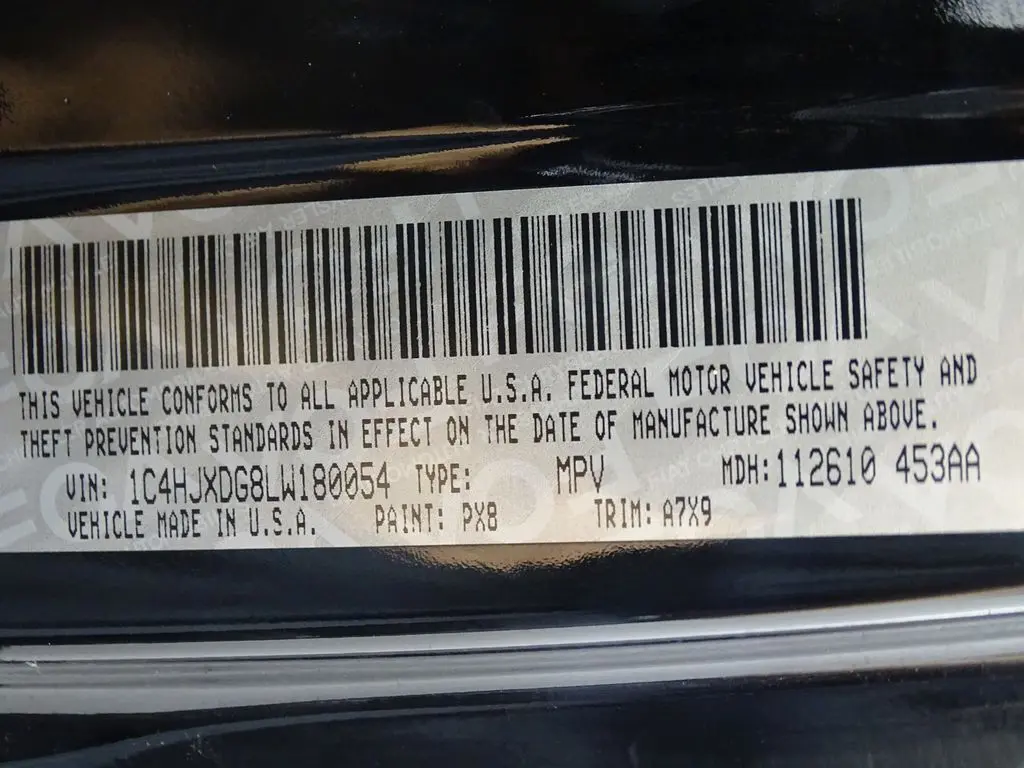 THIS VEHICLE CONFORMS TO ALL APPLICABLE U.S.A. FEDERAL MOTOR VEHICLE SAFETY AND
THEFT PREVENTION STANDARDS IN EFFECT ON THE DATE OF MANUFACTURE SHOWN ABOVE.
VIN: 1C4HJXDG8LW180054 TYPE: MPV MDH: 112610 453AA
VEHICLE MADE IN U.S.A. PAINT: PX8 TRIM: A7X9